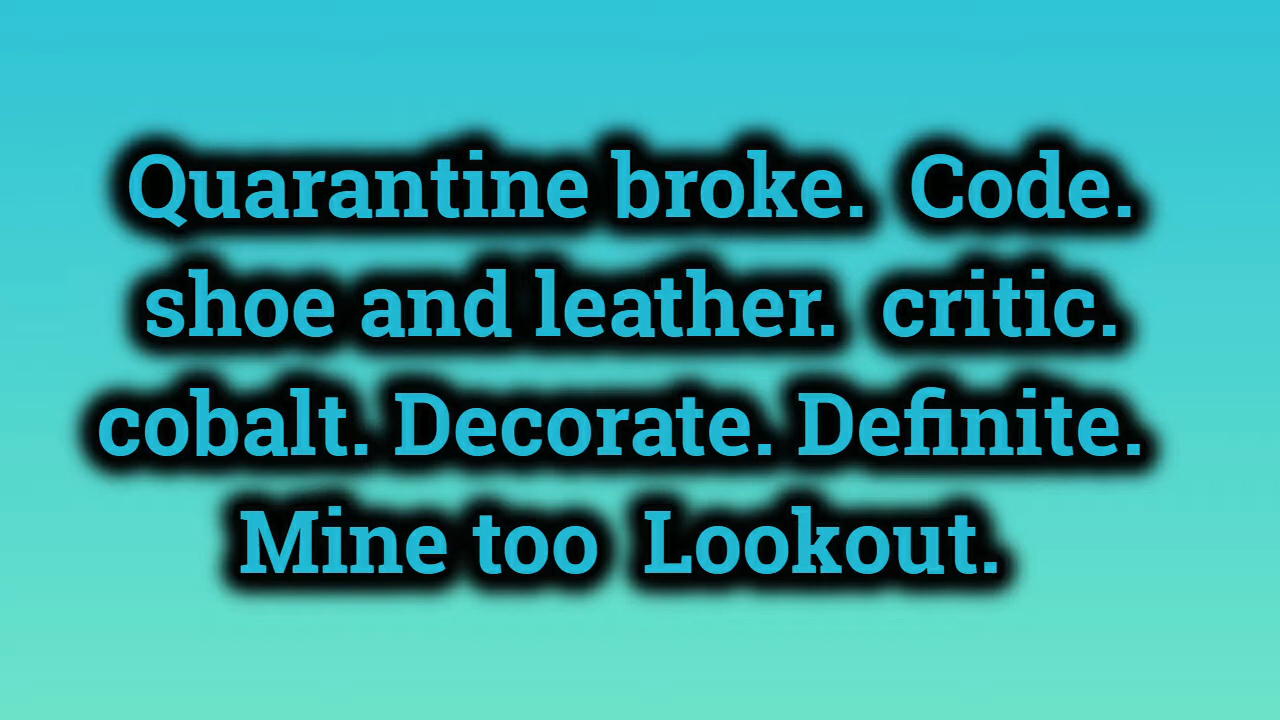 Quarantine broke.  Code.
shoe and leather.  critic.
cobalt. Decorate. Definite.
Mine too  Lookout.